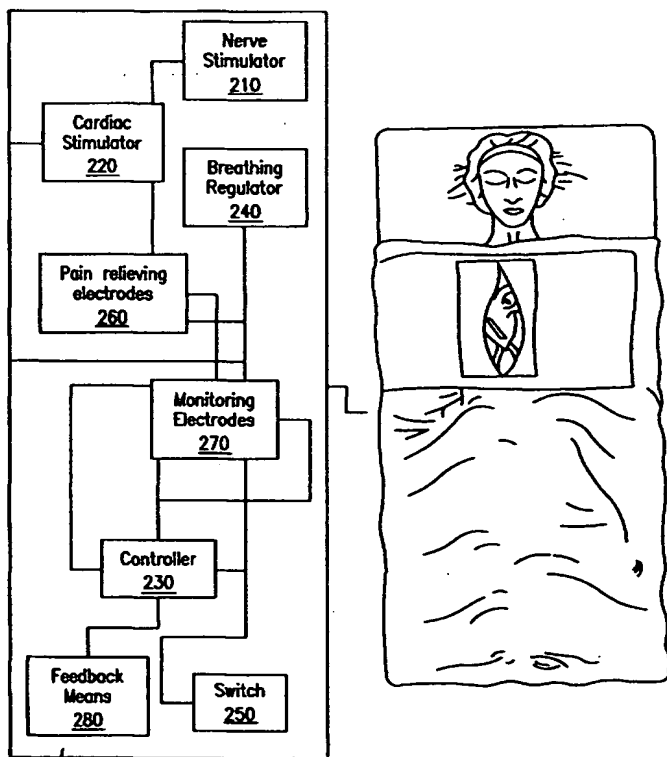 Nerve
Stimulator
210
Cardiac
Stimulator
220
Breathing
Regulator
240
Pain relieving
electrodes
260
Monitoring
Electrodes
270
Controller
230
Feedback
Means
280
Switch
250